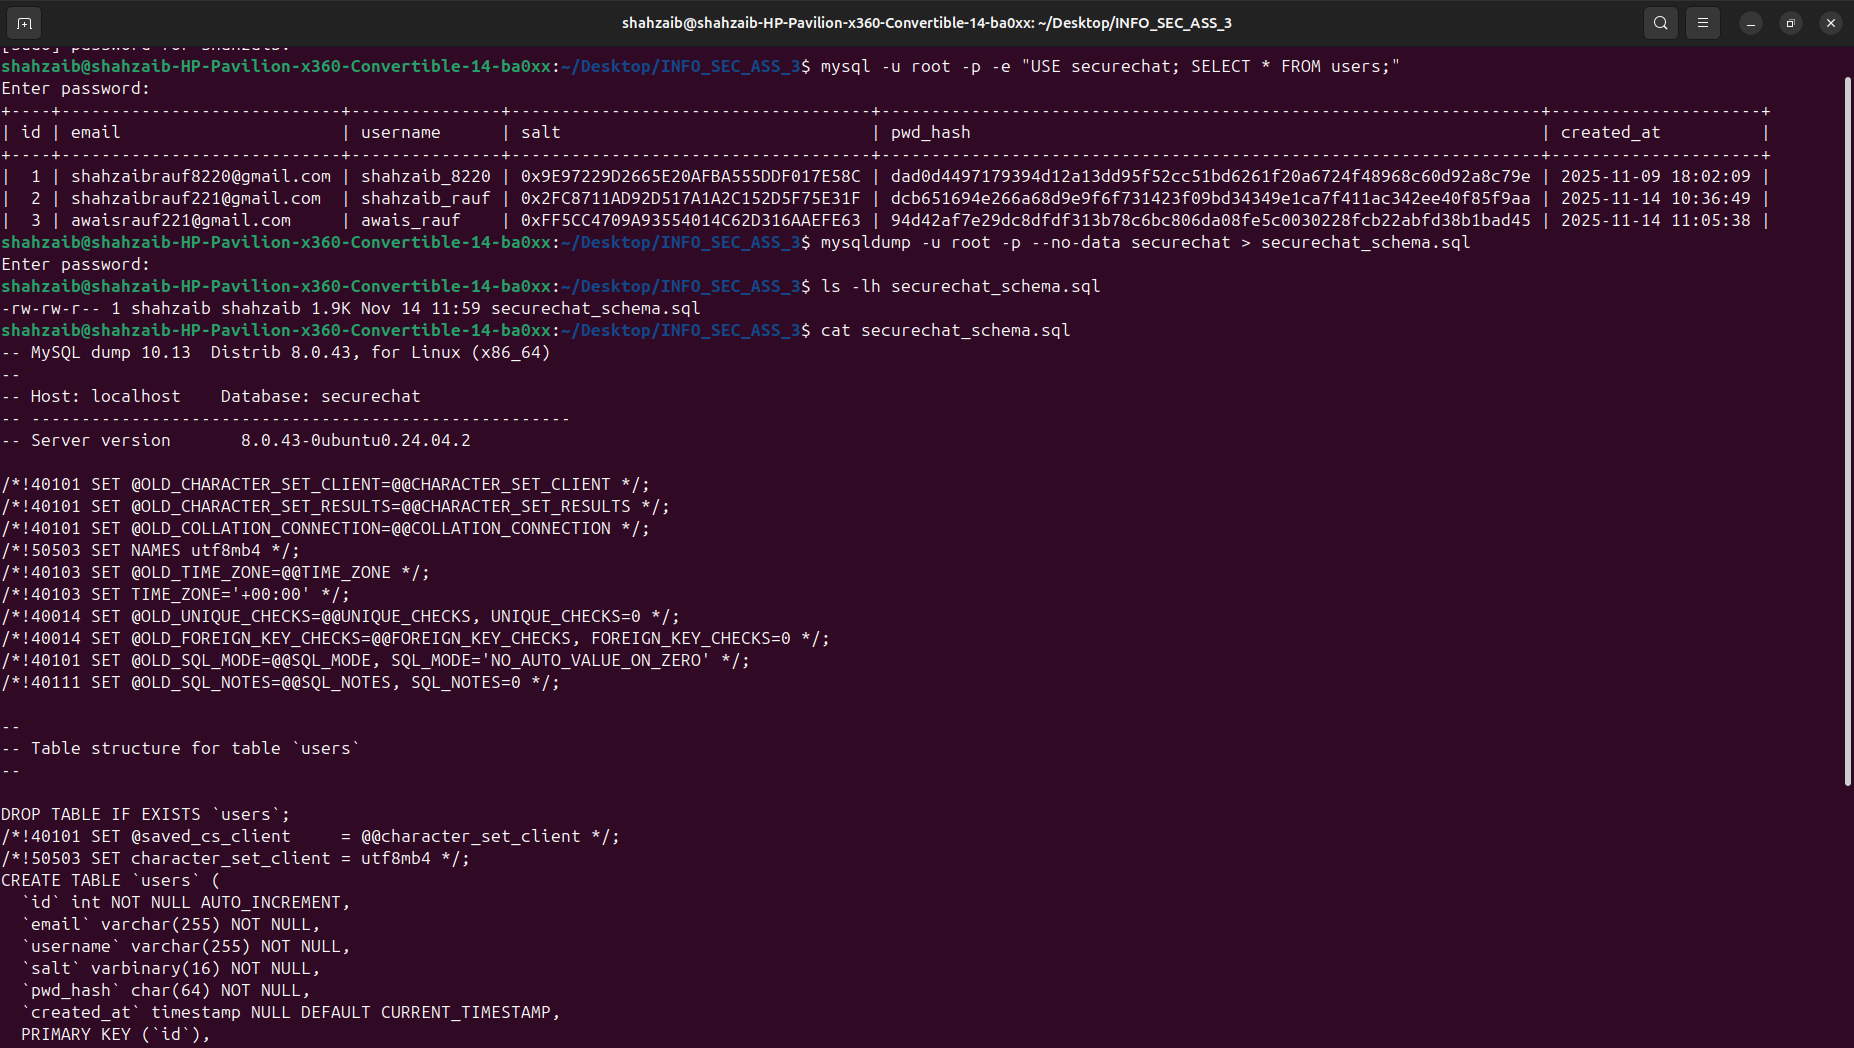 shahzaib@shahzaib-HP-Pavilion-x360-Convertible-14-ba0xx: ~/Desktop/INFO_SEC_ASS_3
[sudo] password for shahzaib:
shahzaib@shahzaib-HP-Pavilion-x360-Convertible-14-ba0xx:~/Desktop/INFO_SEC_ASS_3$ mysql -u root -p -e "USE securechat; SELECT * FROM users;"
Enter password:
+----+----------------------------+---------------+------------------------------------+------------------------------------------------------------------+---------------------+
| id | email                      | username      | salt                               | pwd_hash                                                         | created_at          |
+----+----------------------------+---------------+------------------------------------+------------------------------------------------------------------+---------------------+
|  1 | shahzaibrauf8220@gmail.com | shahzaib_8220 | 0x9E97229D2665E20AFBA555DDF017E58C | dad0d4497179394d12a13dd95f52cc51bd6261f20a6724f48968c60d92a8c79e | 2025-11-09 18:02:09 |
|  2 | shahzaibrauf221@gmail.com  | shahzaib_rauf | 0x2FC8711AD92D517A1A2C152D5F75E31F | dcb651694e266a68d9e9f6f731423f09bd34349e1ca7f411ac342ee40f85f9aa | 2025-11-14 10:36:49 |
|  3 | awaisrauf221@gmail.com     | awais_rauf    | 0xFF5CC4709A93554014C62D316AAEFE63 | 94d42af7e29dc8dfdf313b78c6bc806da08fe5c0030228fcb22abfd38b1bad45 | 2025-11-14 11:05:38 |
shahzaib@shahzaib-HP-Pavilion-x360-Convertible-14-ba0xx:~/Desktop/INFO_SEC_ASS_3$ mysqldump -u root -p --no-data securechat > securechat_schema.sql
Enter password:
shahzaib@shahzaib-HP-Pavilion-x360-Convertible-14-ba0xx:~/Desktop/INFO_SEC_ASS_3$ ls -lh securechat_schema.sql
-rw-rw-r-- 1 shahzaib shahzaib 1.9K Nov 14 11:59 securechat_schema.sql
shahzaib@shahzaib-HP-Pavilion-x360-Convertible-14-ba0xx:~/Desktop/INFO_SEC_ASS_3$ cat securechat_schema.sql
-- MySQL dump 10.13  Distrib 8.0.43, for Linux (x86_64)
--
-- Host: localhost    Database: securechat
-- ------------------------------------------------------
-- Server version       8.0.43-0ubuntu0.24.04.2
/*!40101 SET @OLD_CHARACTER_SET_CLIENT=@@CHARACTER_SET_CLIENT */;
/*!40101 SET @OLD_CHARACTER_SET_RESULTS=@@CHARACTER_SET_RESULTS */;
/*!40101 SET @OLD_COLLATION_CONNECTION=@@COLLATION_CONNECTION */;
/*!50503 SET NAMES utf8mb4 */;
/*!40103 SET @OLD_TIME_ZONE=@@TIME_ZONE */;
/*!40103 SET TIME_ZONE='+00:00' */;
/*!40014 SET @OLD_UNIQUE_CHECKS=@@UNIQUE_CHECKS, UNIQUE_CHECKS=0 */;
/*!40014 SET @OLD_FOREIGN_KEY_CHECKS=@@FOREIGN_KEY_CHECKS, FOREIGN_KEY_CHECKS=0 */;
/*!40101 SET @OLD_SQL_MODE=@@SQL_MODE, SQL_MODE='NO_AUTO_VALUE_ON_ZERO' */;
/*!40111 SET @OLD_SQL_NOTES=@@SQL_NOTES, SQL_NOTES=0 */;
--
-- Table structure for table `users`
--
DROP TABLE IF EXISTS `users`;
/*!40101 SET @saved_cs_client     = @@character_set_client */;
/*!50503 SET character_set_client = utf8mb4 */;
CREATE TABLE `users` (
  `id` int NOT NULL AUTO_INCREMENT,
  `email` varchar(255) NOT NULL,
  `username` varchar(255) NOT NULL,
  `salt` varbinary(16) NOT NULL,
  `pwd_hash` char(64) NOT NULL,
  `created_at` timestamp NULL DEFAULT CURRENT_TIMESTAMP,
  PRIMARY KEY (`id`),